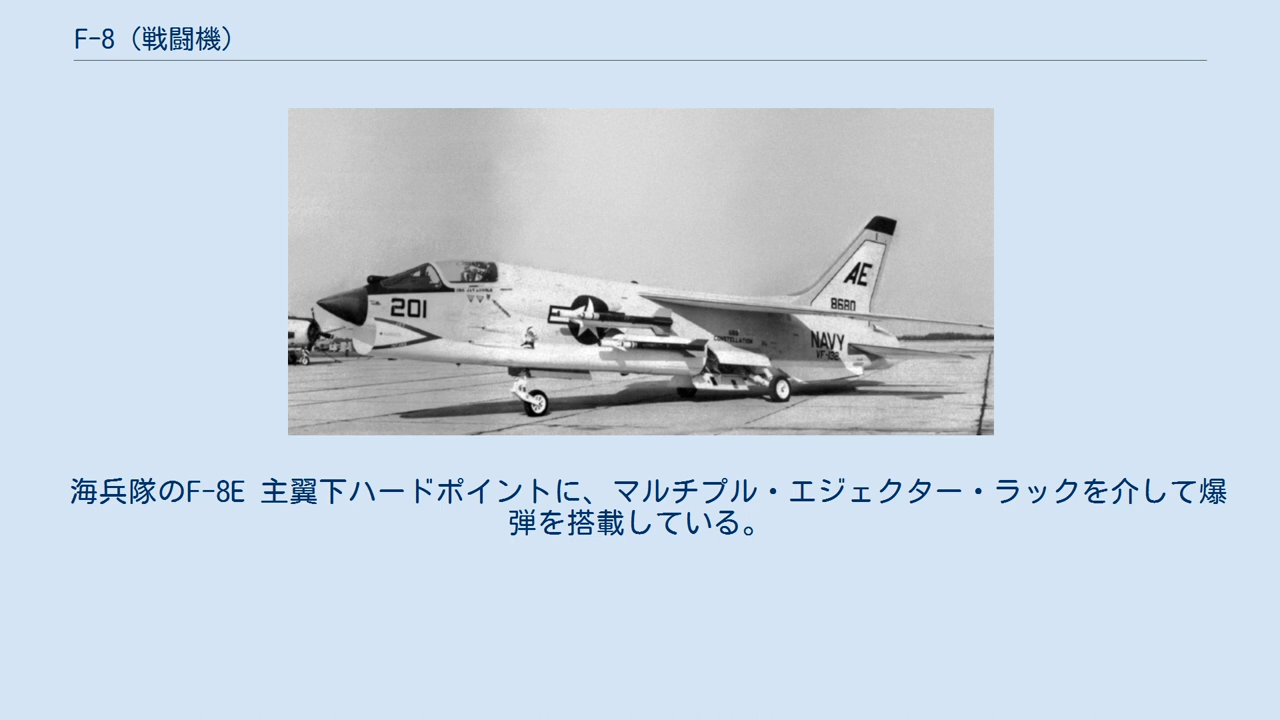 F-8（戦闘機）
201
AE
8680
NAVY
海兵隊のF-8E 主翼下ハードポイントに、マルチプル・エジェクター・ラックを介して爆
弾を搭載している。